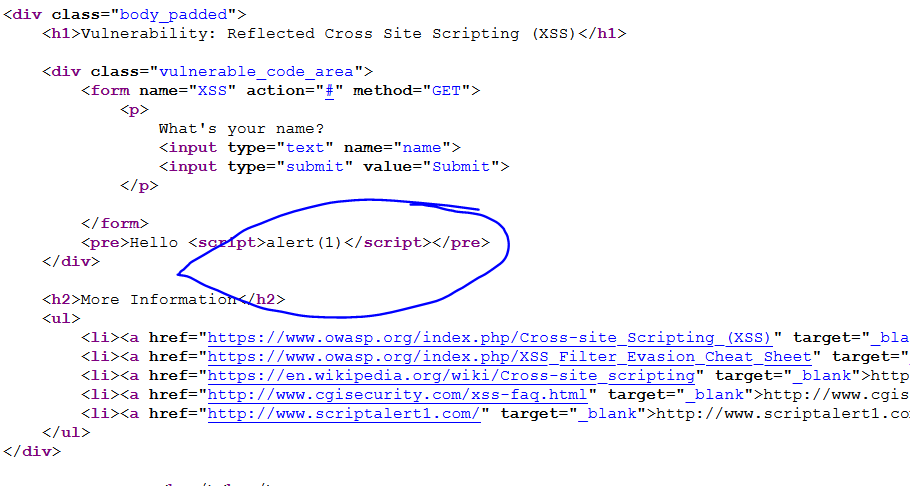 <div class="body_padded">
<h1>Vulnerability: Reflected Cross Site Scripting (XSS)</h1>
<div class="vulnerable_code_area">
<form name="XSS" action="#" method="GET">
<p>
What's your name?
<input type="text" name="name">
<input type="submit" value="Submit">
</p>
</form>
<pre>Hello <script>alert(1)</script></pre>
</div>
<h2>More Information</h2>
<ul>
<li><a href="https://www.owasp.org/index.php/Cross-site_Scripting_(XSS)" target="_bla
<li><a href="https://www.owasp.org/index.php/XSS_Filter_Evasion_Cheat_Sheet" target="
<li><a href="https://en.wikipedia.org/wiki/Cross-site_scripting" target="_blank">http
<li><a href="http://www.cgisecurity.com/xss-faq.html" target="_blank">http://www.cgis
<li><a href="http://www.scriptalert1.com/" target="_blank">http://www.scriptalert1.co
</ul>
</div>